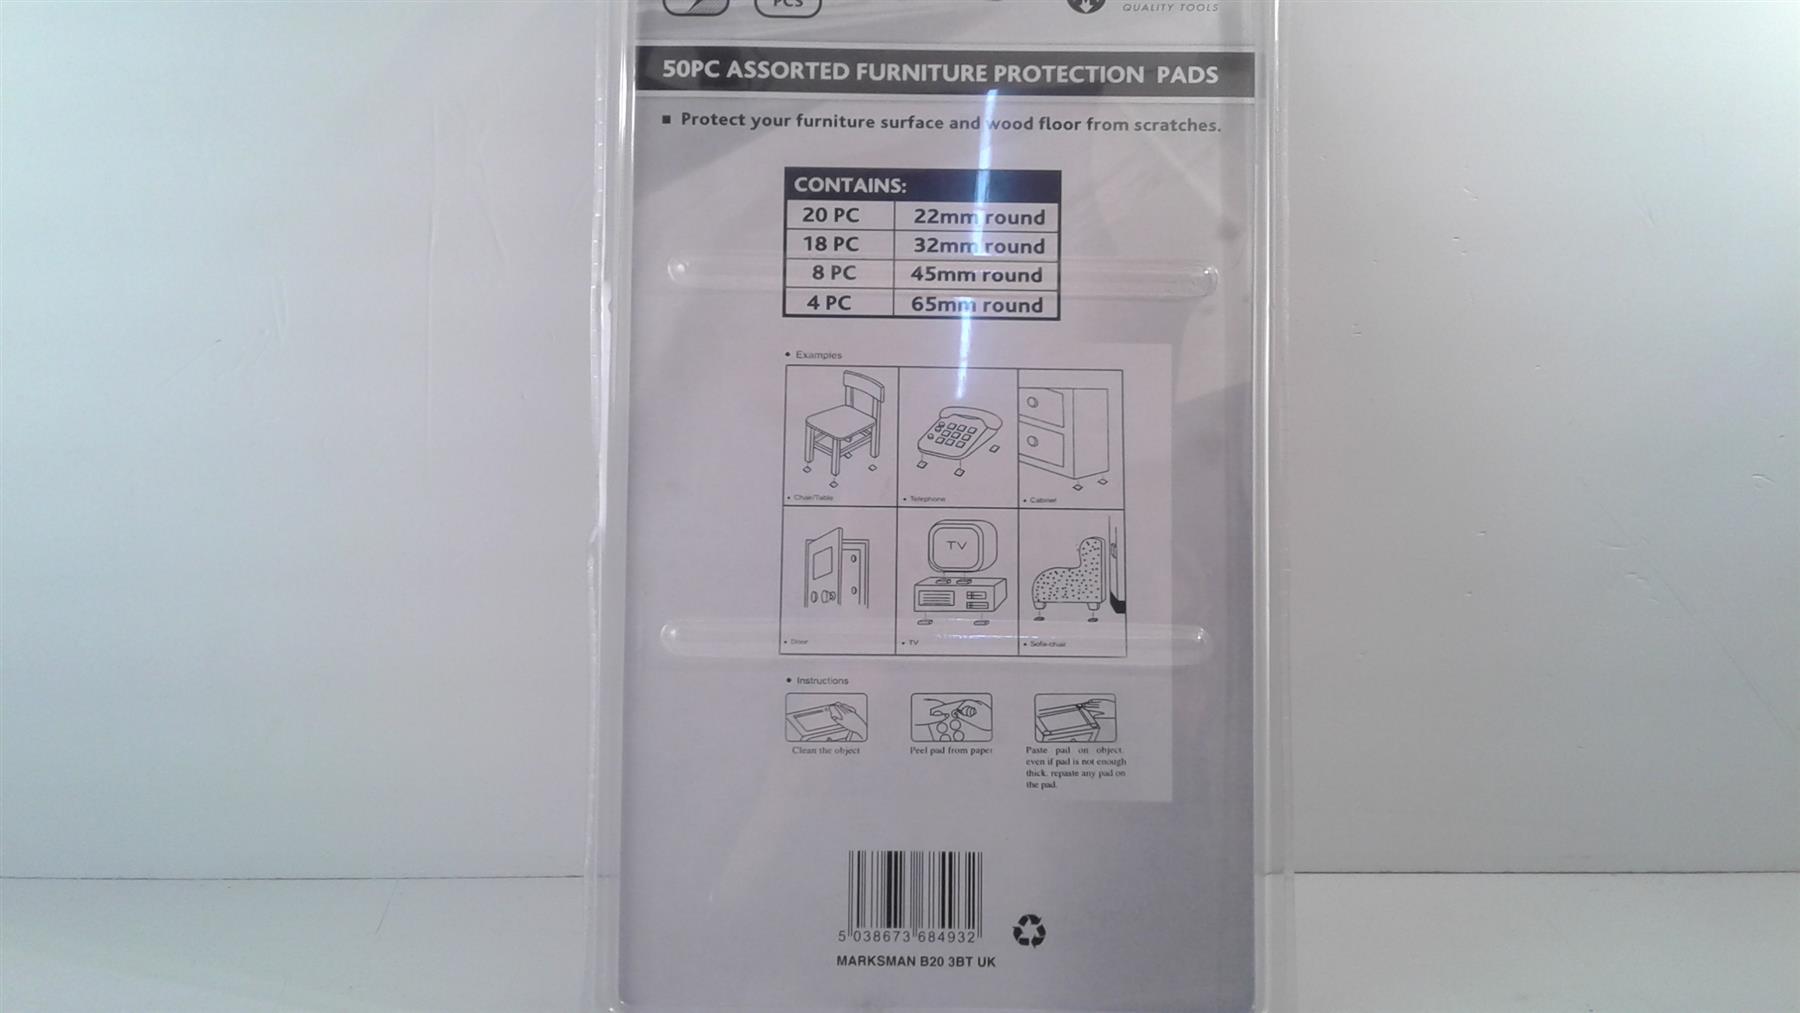 PCS
QUALITY TOOLS
50PC ASSORTED FURNITURE PROTECTION PADS
■ Protect your furniture surface and wood floor from scratches.
CONTAINS:
20 PC 22mm round
18 PC 32mm round
8 PC 45mm round
4 PC 65mm round
• Examples
• Chair/Table • Telephone • Cabinet
TV
• Door • TV • Sofa-chair
• Instructions
Clean the object
Peel pad from paper
Paste pad on object.
even if pad is not enough
thick, repaste any pad on
the pad.
5 038673 684932
MARKSMAN B20 3BT UK